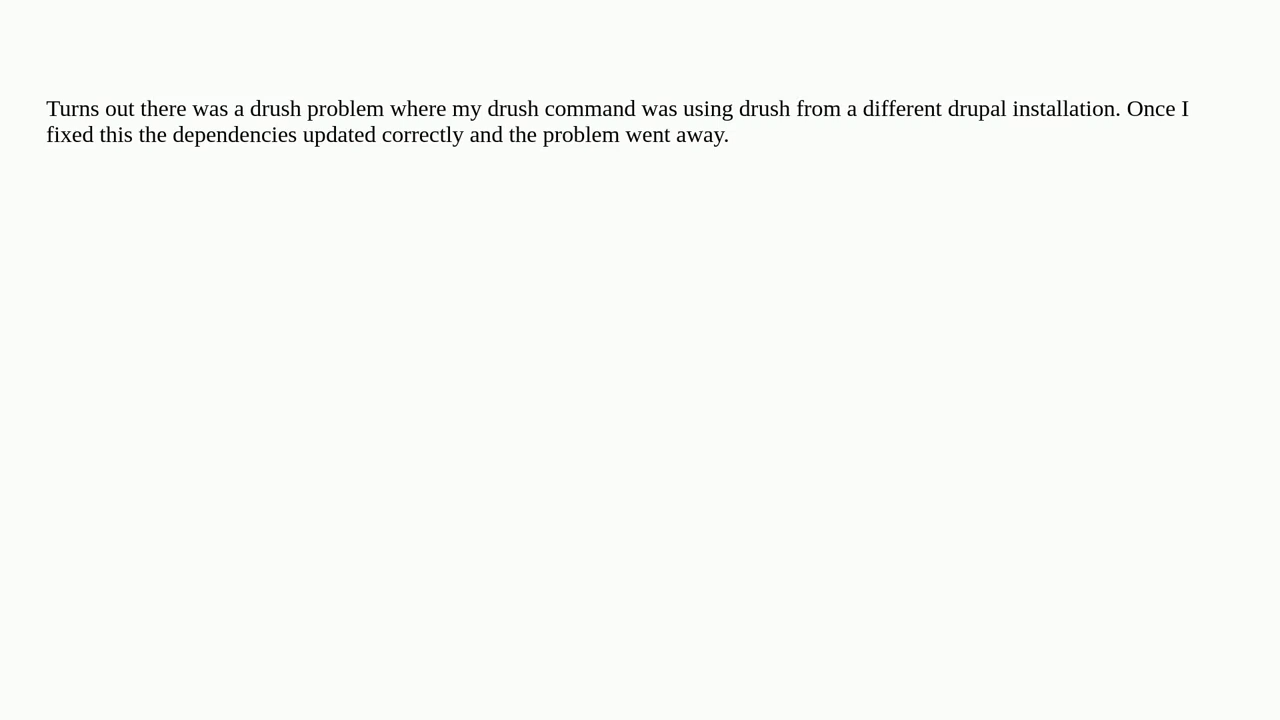 Turns out there was a drush problem where my drush command was using drush from a different drupal installation. Once I
fixed this the dependencies updated correctly and the problem went away.